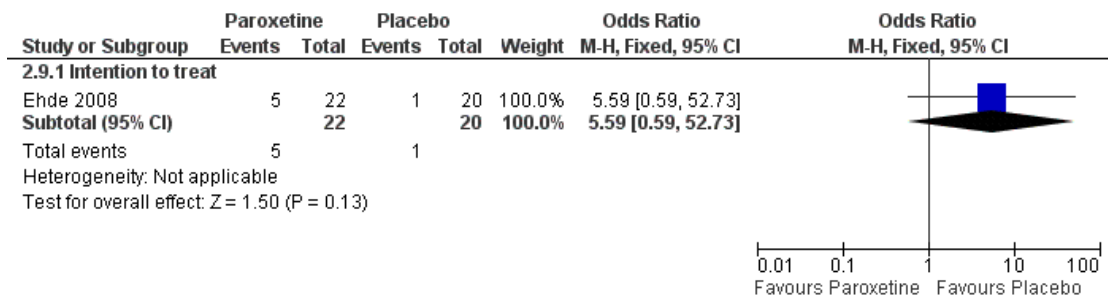 Paroxetine Placebo Odds Ratio Odds Ratio
Study or Subgroup Events Total Events Total Weight M-H, Fixed, 95% CI M-H, Fixed, 95% CI
2.9.1 Intention to treat
Ehde 2008 5 22 1 20 100.0% 5.59 [0.59, 52.73]
Subtotal (95% CI) 22 20 100.0% 5.59 [0.59, 52.73]
Total events 5 1
Heterogeneity: Not applicable
Test for overall effect: Z = 1.50 (P = 0.13)
0.01 0.1 1 10 100
Favours Paroxetine Favours Placebo